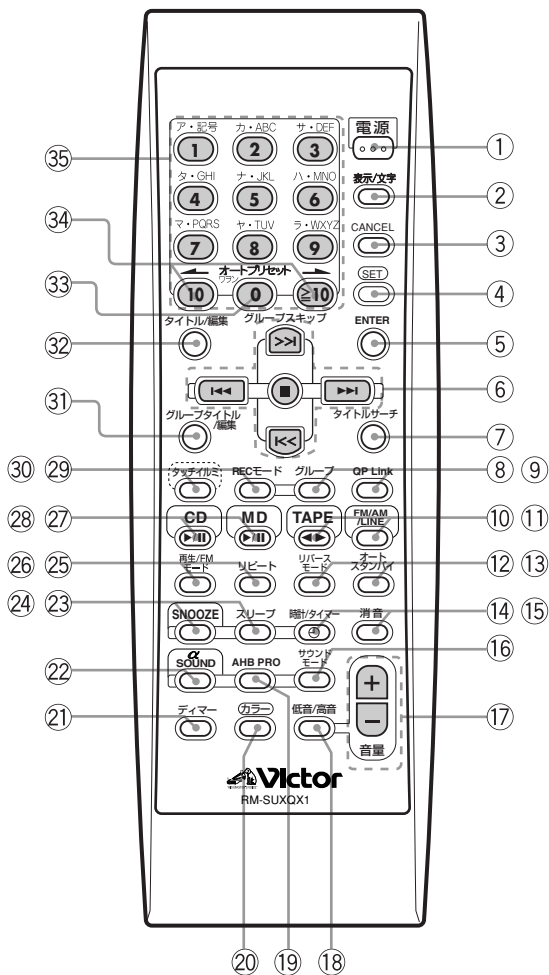 ア・記号 カ・ABC サ・DEF 電源
1 2 3
㉟ ①
タ・GHI ナ・JKL ハ・MNO 表示/文字
4 5 6 ②
マ・PQRS ヤ・TUV ラ・WXYZ CANCEL
㉞ 7 8 9 ③
オートプリセット SET
ワラン
㉝ 10 0 ≧10 ④
タイトル/編集 グループスキップ ENTER
㉜ >>| ⑤
|◀◀ ■ ▶▶| ⑥
グループタイトル/編集 タイトルサーチ
㉛ |<< ⑦
タッチイルミ RECモード グループ QP Link
㉚ ㉙ ⑧ ⑨
CD MD TAPE FM/AM
/LINE
㉘ ㉗ ▶/❚❚ ▶/❚❚ ◀▶ ⑩ ⑪
再生/FM
モード リピート リバース
モード オート
スタンバイ
㉖ ㉕ ⑫ ⑬
㉔ ㉓ SNOOZE スリープ 時計/タイマー 消音 ⑭ ⑮
α
SOUND AHB PRO サウンド
モード ⑯
㉒ + ⑰
㉑ ディマー カラー 低音/高音 −
音量
Victor
RM-SUXQX1
⑳ ⑲ ⑱